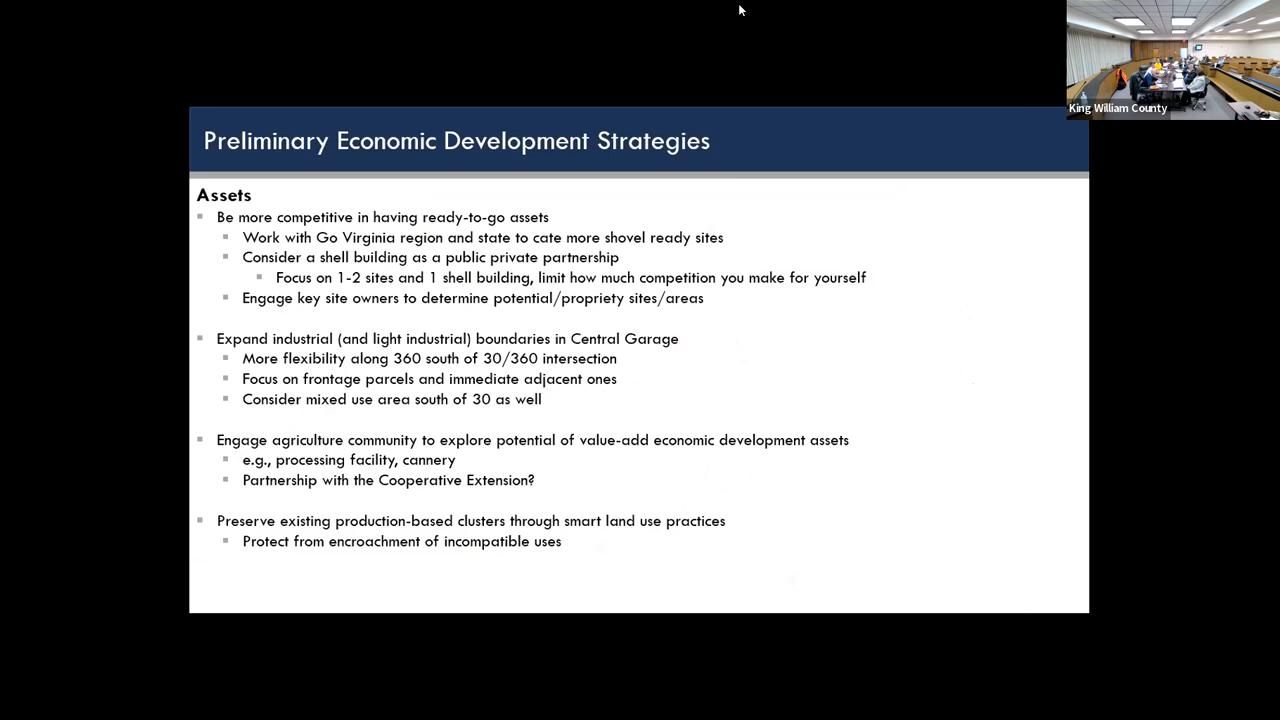 King William County
Preliminary Economic Development Strategies
Assets
Be more competitive in having ready-to-go assets
Work with Go Virginia region and state to cate more shovel ready sites
Consider a shell building as a public private partnership
Focus on 1-2 sites and 1 shell building, limit how much competition you make for yourself
Engage key site owners to determine potential/propriety sites/areas
Expand industrial (and light industrial) boundaries in Central Garage
More flexibility along 360 south of 30/360 intersection
Focus on frontage parcels and immediate adjacent ones
Consider mixed use area south of 30 as well
Engage agriculture community to explore potential of value-add economic development assets
e.g., processing facility, cannery
Partnership with the Cooperative Extension?
Preserve existing production-based clusters through smart land use practices
Protect from encroachment of incompatible uses